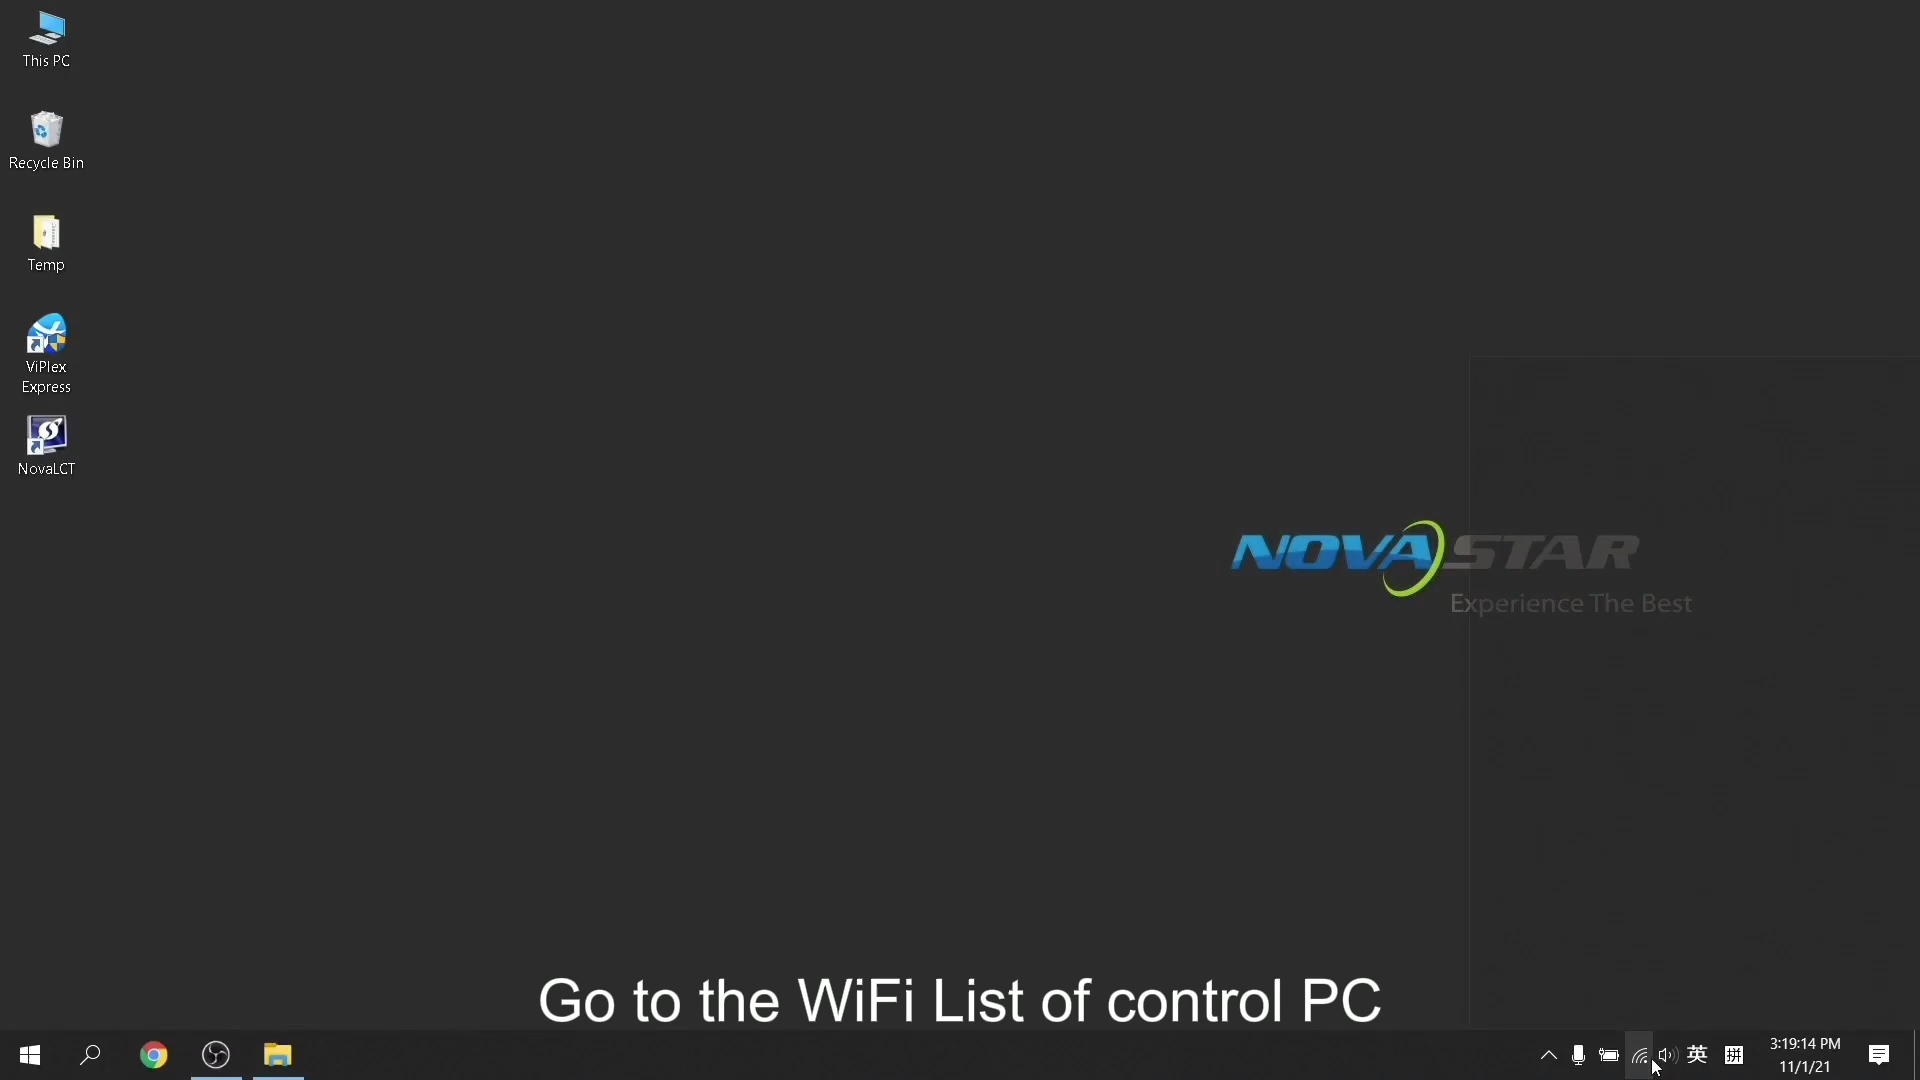 This PC
Recycle Bin
Temp
ViPlex
Express
NovaLCT
NOVASTAR
Experience The Best
Go to the WiFi List of control PC
英
拼
3:19:14 PM
11/1/21